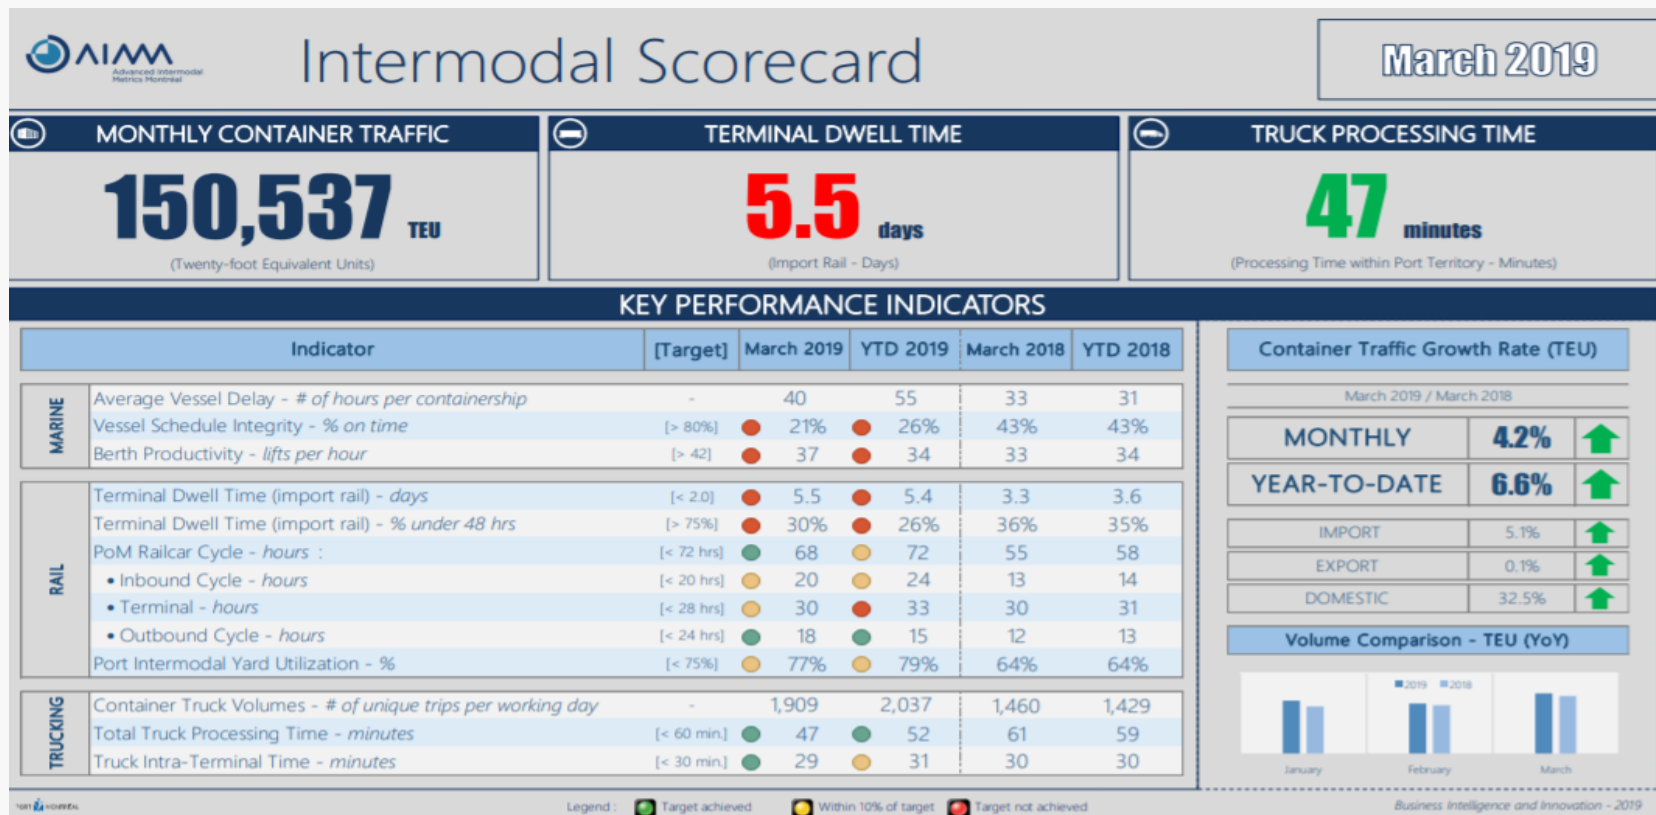 AIMM
Advanced Intermodal
Metrics Montréal
Intermodal Scorecard
March 2019
MONTHLY CONTAINER TRAFFIC
150,537 TEU
(Twenty-foot Equivalent Units)
TERMINAL DWELL TIME
5.5 days
(Import Rail - Days)
TRUCK PROCESSING TIME
47 minutes
(Processing Time within Port Territory - Minutes)
KEY PERFORMANCE INDICATORS
Indicator [Target] March 2019 YTD 2019 March 2018 YTD 2018
MARINE
Average Vessel Delay - # of hours per containership - 40 55 33 31
Vessel Schedule Integrity - % on time [> 80%] 21% 26% 43% 43%
Berth Productivity - lifts per hour [> 42] 37 34 33 34
RAIL
Terminal Dwell Time (import rail) - days [< 2.0] 5.5 5.4 3.3 3.6
Terminal Dwell Time (import rail) - % under 48 hrs [> 75%] 30% 26% 36% 35%
PoM Railcar Cycle - hours : [< 72 hrs] 68 72 55 58
• Inbound Cycle - hours [< 20 hrs] 20 24 13 14
• Terminal - hours [< 28 hrs] 30 33 30 31
• Outbound Cycle - hours [< 24 hrs] 18 15 12 13
Port Intermodal Yard Utilization - % [< 75%] 77% 79% 64% 64%
TRUCKING
Container Truck Volumes - # of unique trips per working day - 1,909 2,037 1,460 1,429
Total Truck Processing Time - minutes [< 60 min.] 47 52 61 59
Truck Intra-Terminal Time - minutes [< 30 min.] 29 31 30 30
Container Traffic Growth Rate (TEU)
March 2019 / March 2018
MONTHLY 4.2%
YEAR-TO-DATE 6.6%
IMPORT 5.1%
EXPORT 0.1%
DOMESTIC 32.5%
Volume Comparison - TEU (YoY)
2019 2018
January February March
PORT MONTRÉAL
Legend : Target achieved Within 10% of target Target not achieved
Business Intelligence and Innovation - 2019